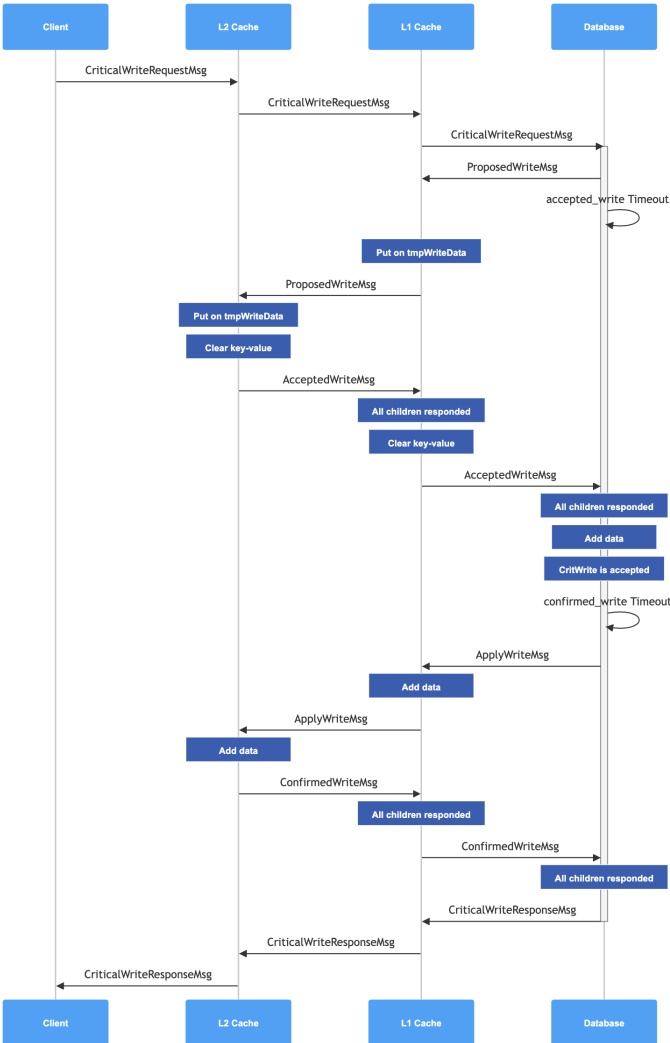 Client
L2 Cache
L1 Cache
Database
CriticalWriteRequestMsg
CriticalWriteRequestMsg
CriticalWriteRequestMsg
ProposedWriteMsg
accepted_write Timeout
Put on tmpWriteData
ProposedWriteMsg
Put on tmpWriteData
Clear key-value
AcceptedWriteMsg
All children responded
Clear key-value
AcceptedWriteMsg
All children responded
Add data
CritWrite is accepted
confirmed_write Timeout
ApplyWriteMsg
Add data
ApplyWriteMsg
Add data
ConfirmedWriteMsg
All children responded
ConfirmedWriteMsg
All children responded
CriticalWriteResponseMsg
CriticalWriteResponseMsg
CriticalWriteResponseMsg
Client
L2 Cache
L1 Cache
Database